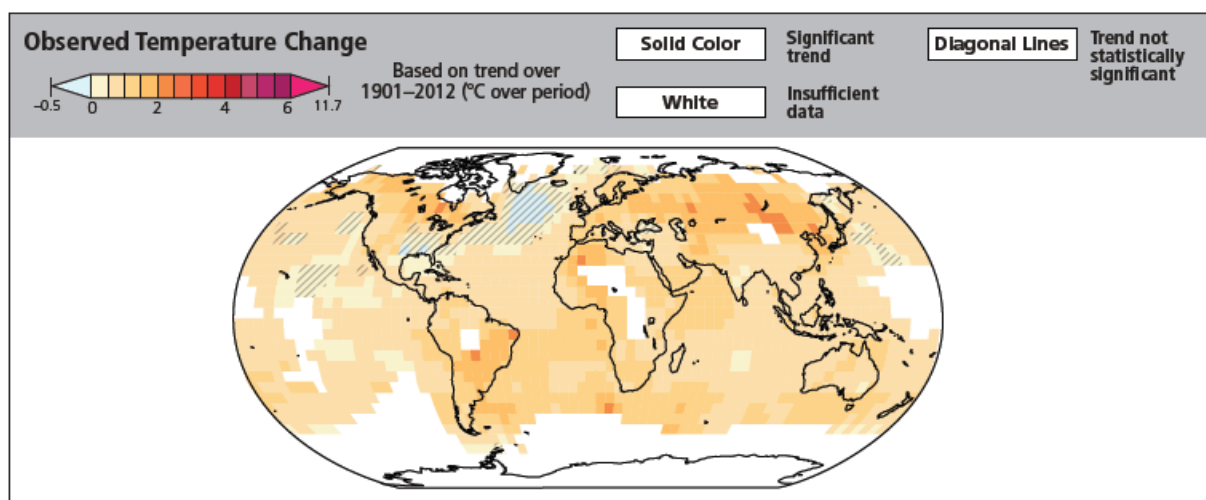 Observed Temperature Change
–0.5
0
2
4
6
11.7
Based on trend over
1901–2012 (°C over period)
Solid Color
Significant
trend
White
Insufficient
data
Diagonal Lines
Trend not
statistically
significant